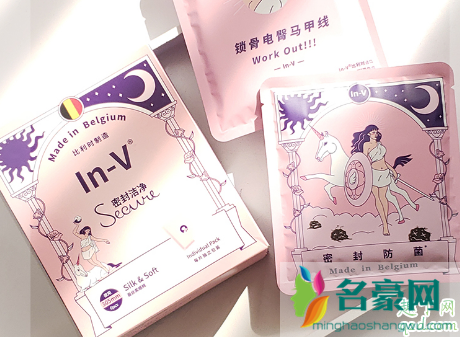 锁骨电臀马甲线
Work Out!!!
In-V
Made in Belgium
比利时制造
In-V®
密封洁净
Secure
Individual Pack
Silk & Soft
In-V
密封防菌
Made in Belgium
名豪网
minghaoshangwu.com